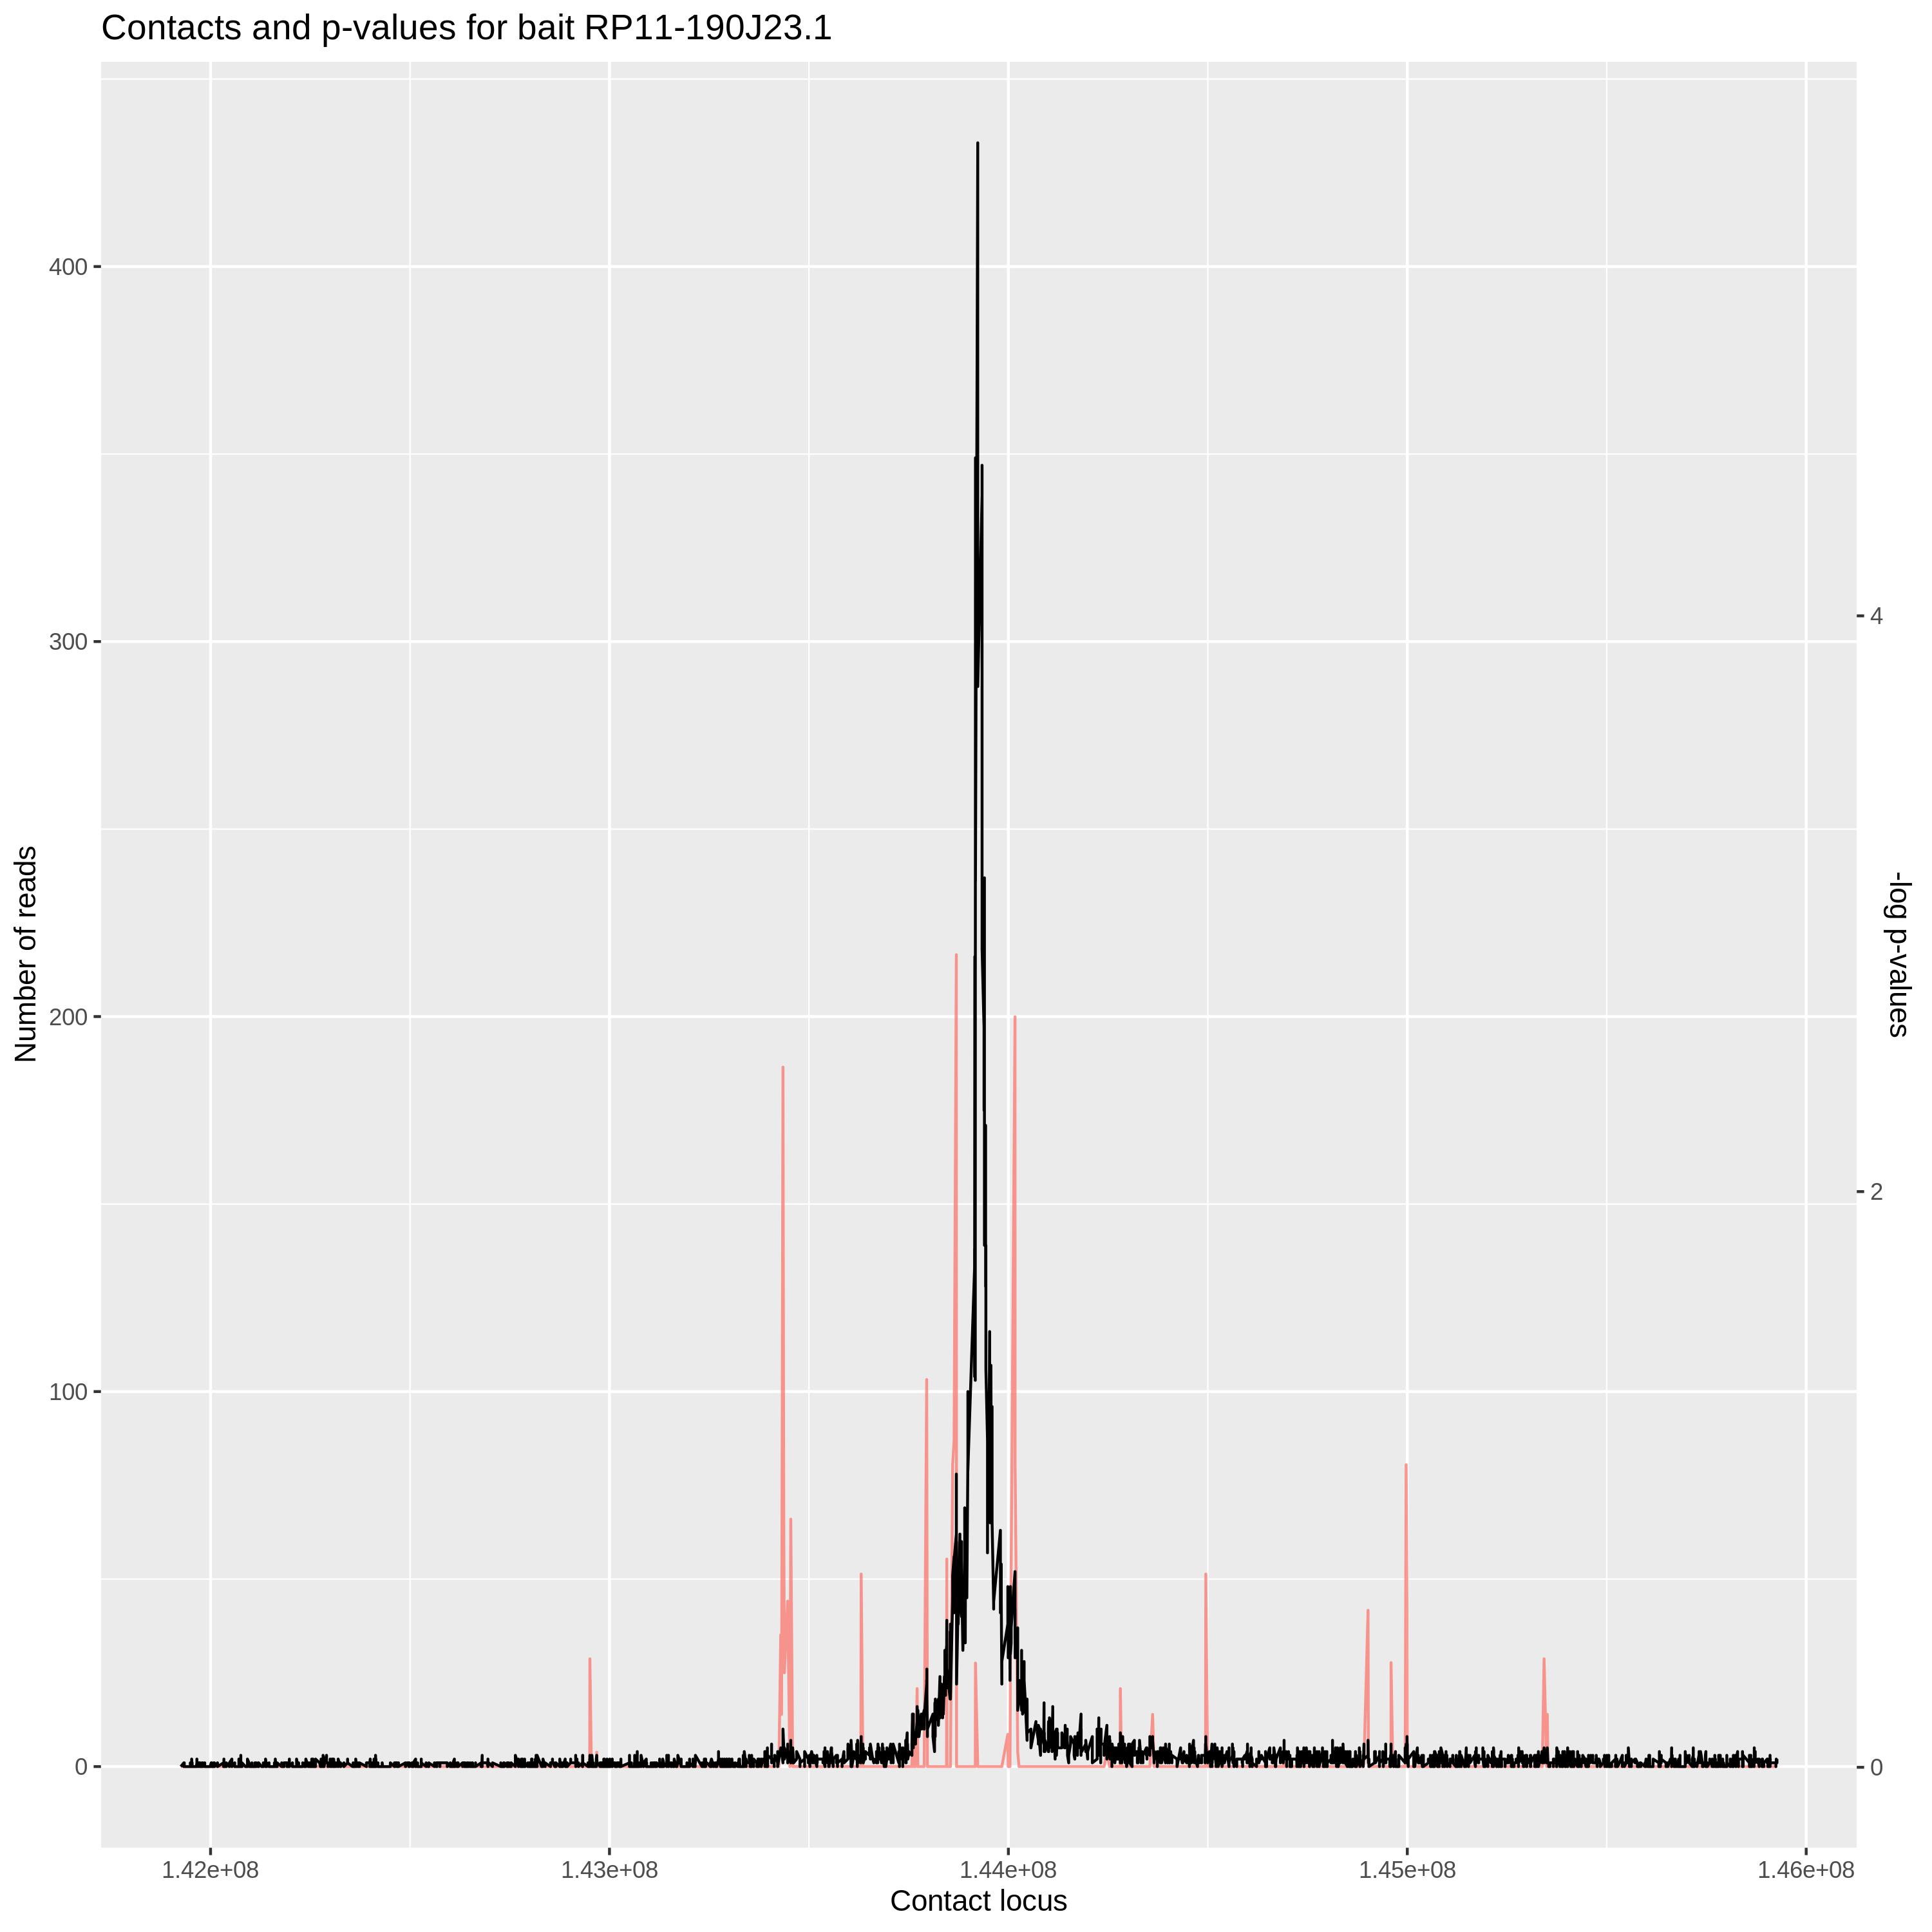 Contacts and p-values for bait RP11-190J23.1
400
300
200
100
0
Number of reads
4
2
0
-log p-values
1.42e+08
1.43e+08
1.44e+08
1.45e+08
1.46e+08
Contact locus